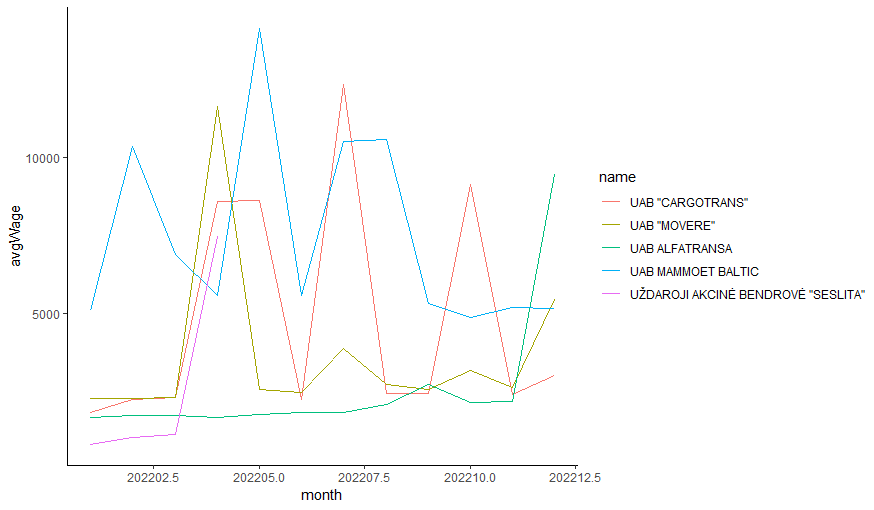 10000
5000
avgWage
202202.5
202205.0
202207.5
202210.0
202212.5
month
name
UAB "CARGOTRANS"
UAB "MOVERE"
UAB ALFATRANSA
UAB MAMMOET BALTIC
UŽDAROJI AKCINĖ BENDROVĖ "SESLITA"